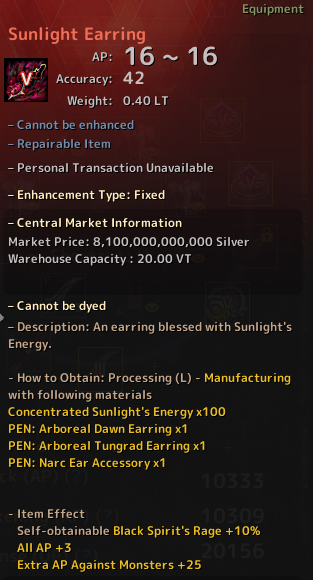 Equipment
Sunlight Earring
AP: 16 ~ 16
Accuracy: 42
Weight: 0.40 LT
V
– Cannot be enhanced
– Repairable Item
– Personal Transaction Unavailable
– Enhancement Type: Fixed
– Central Market Information
Market Price: 8,100,000,000,000 Silver
Warehouse Capacity : 20.00 VT
– Cannot be dyed
– Description: An earring blessed with Sunlight's
Energy.
- How to Obtain: Processing (L) - Manufacturing
with following materials
Concentrated Sunlight's Energy x100
PEN: Arboreal Dawn Earring x1
PEN: Arboreal Tungrad Earring x1
PEN: Narc Ear Accessory x1
10333
10309
20156
- Item Effect
Self-obtainable Black Spirit's Rage +10%
All AP +3
Extra AP Against Monsters +25